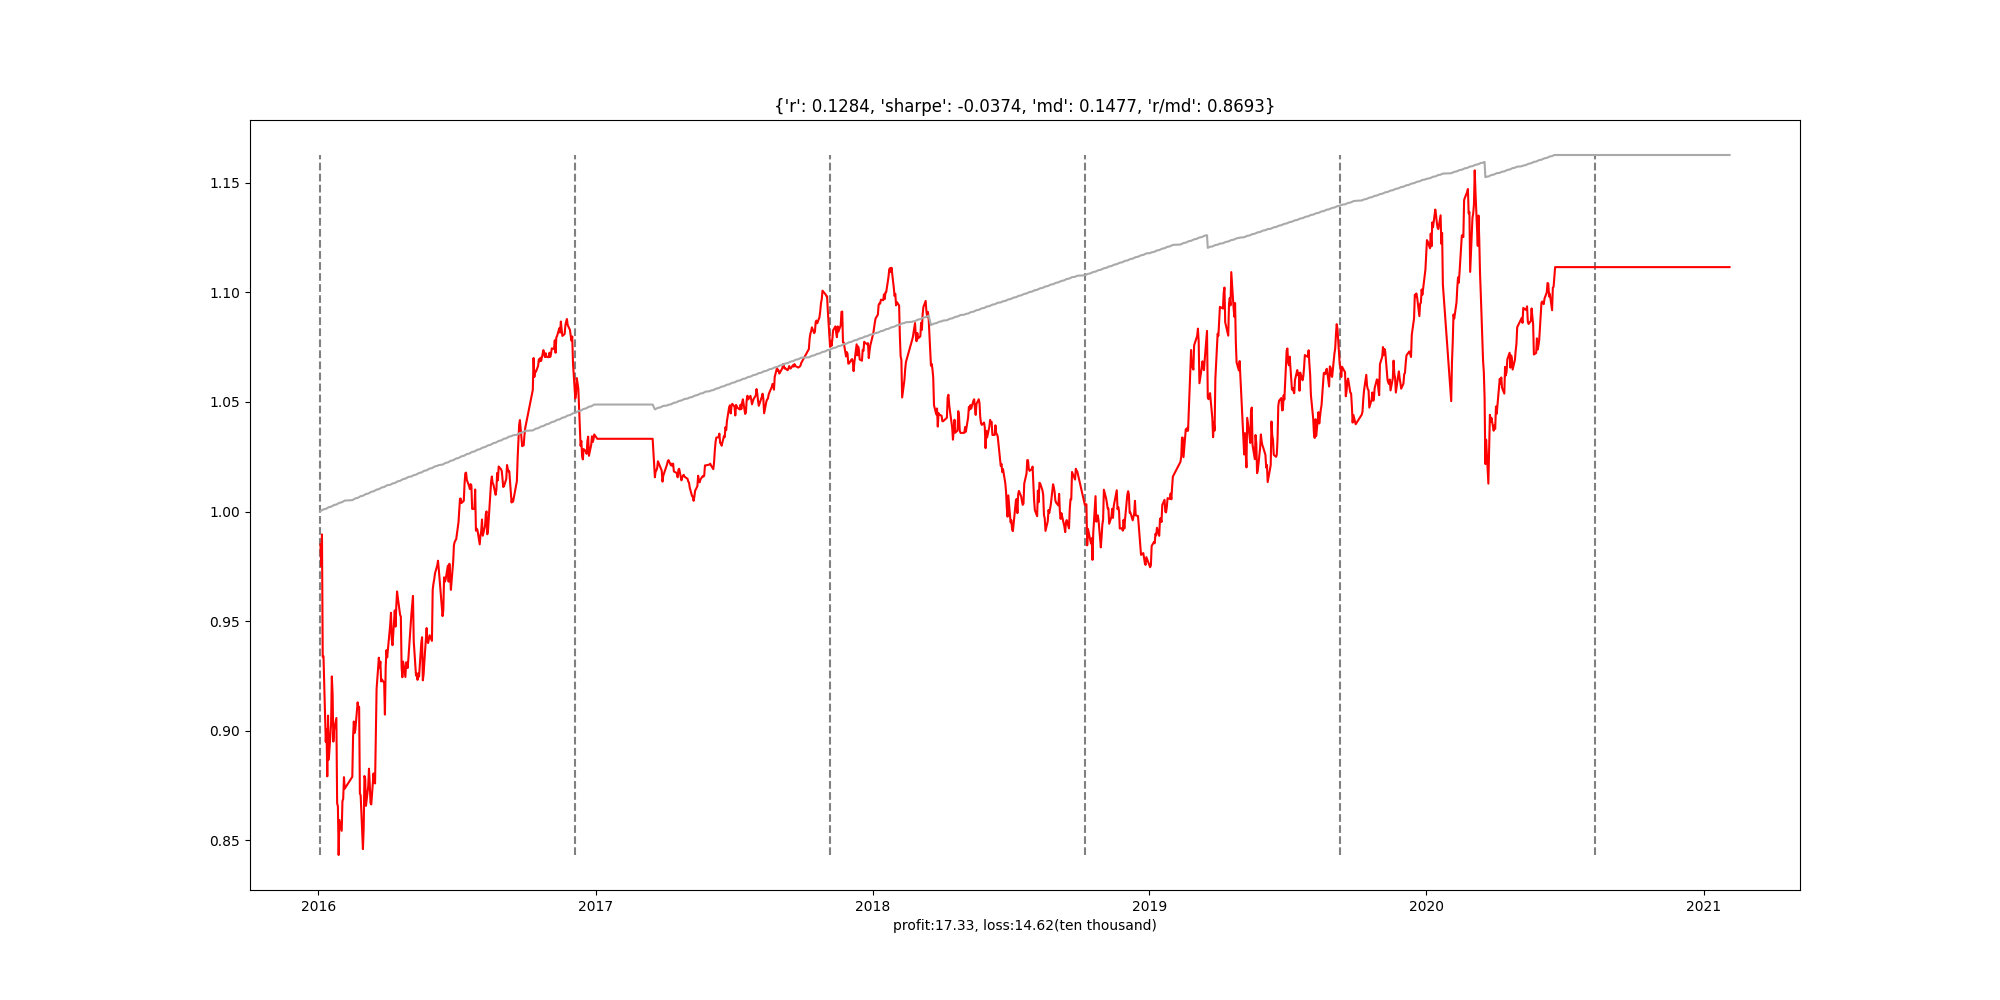 {'r': 0.1284, 'sharpe': -0.0374, 'md': 0.1477, 'r/md': 0.8693}
1.15
1.10
1.05
1.00
0.95
0.90
0.85
2016 2017 2018 2019 2020 2021
profit:17.33, loss:14.62(ten thousand)